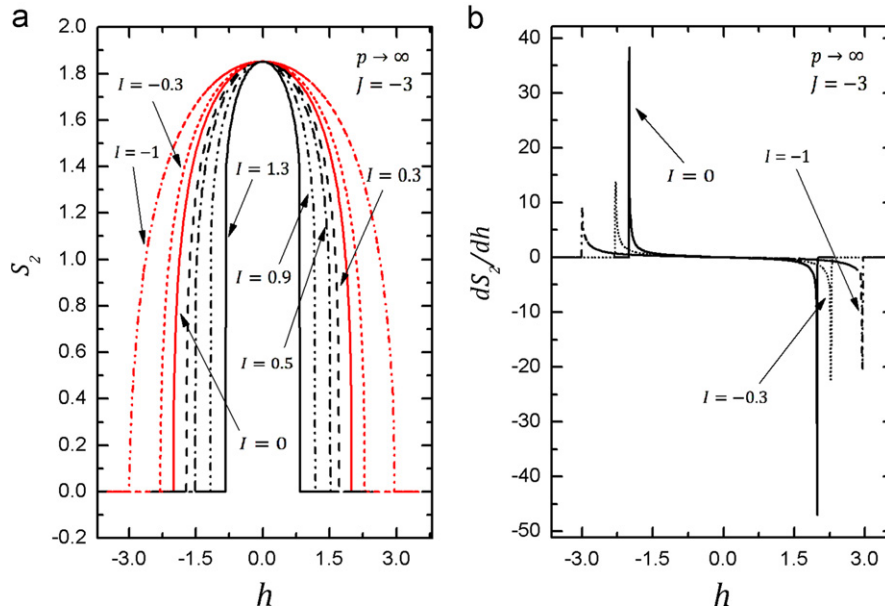 a
2.0
1.8
1.6
1.4
1.2
1.0
0.8
0.6
0.4
0.2
0.0
-0.2
S₂
-3.0 -1.5 0.0 1.5 3.0
h
p → ∞
J = −3
I = −0.3
I = −1
I = 1.3
I = 0.3
I = 0.9
I = 0.5
I = 0
b
40
30
20
10
0
-10
-20
-30
-40
-50
dS₂/dh
-3.0 -1.5 0.0 1.5 3.0
h
p → ∞
J = −3
I = 0
I = −1
I = −0.3